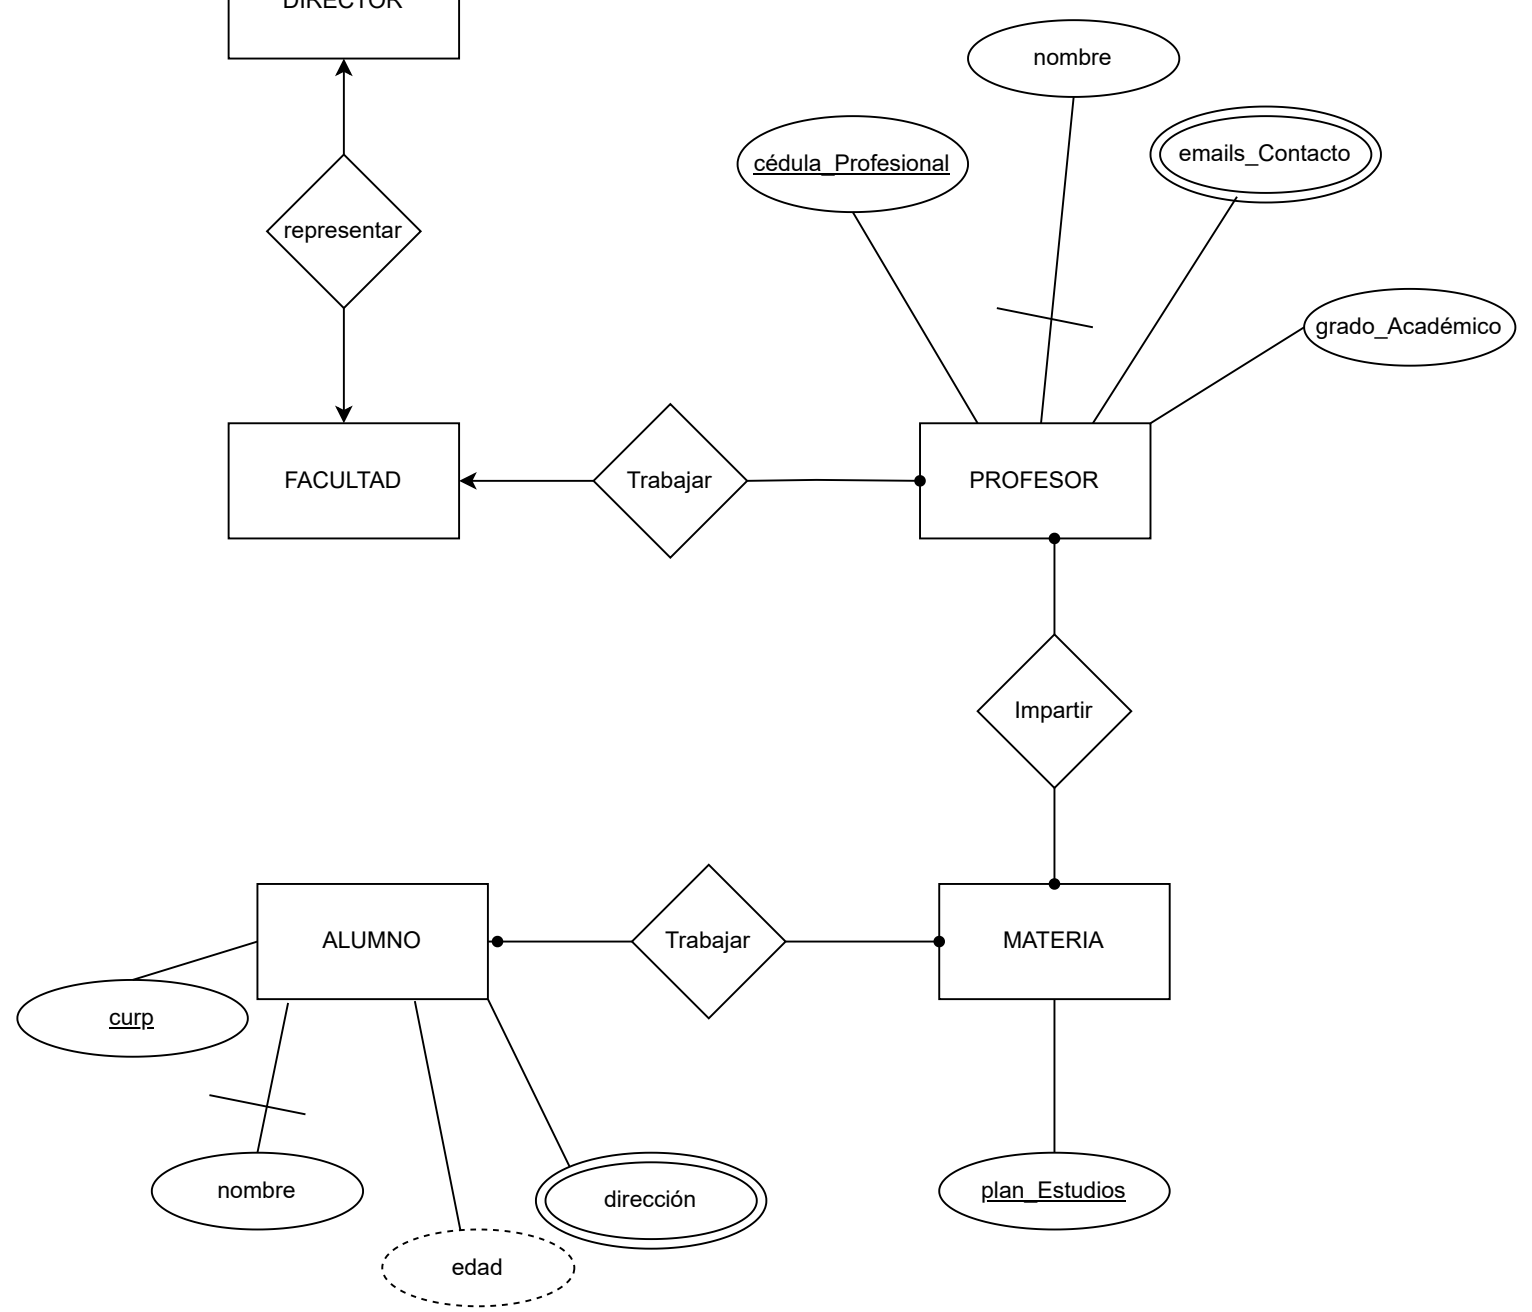 DIRECTOR
nombre
emails_Contacto
cédula_Profesional
representar
grado_Académico
FACULTAD
Trabajar
PROFESOR
Impartir
ALUMNO
Trabajar
MATERIA
curp
nombre
dirección
plan_Estudios
edad